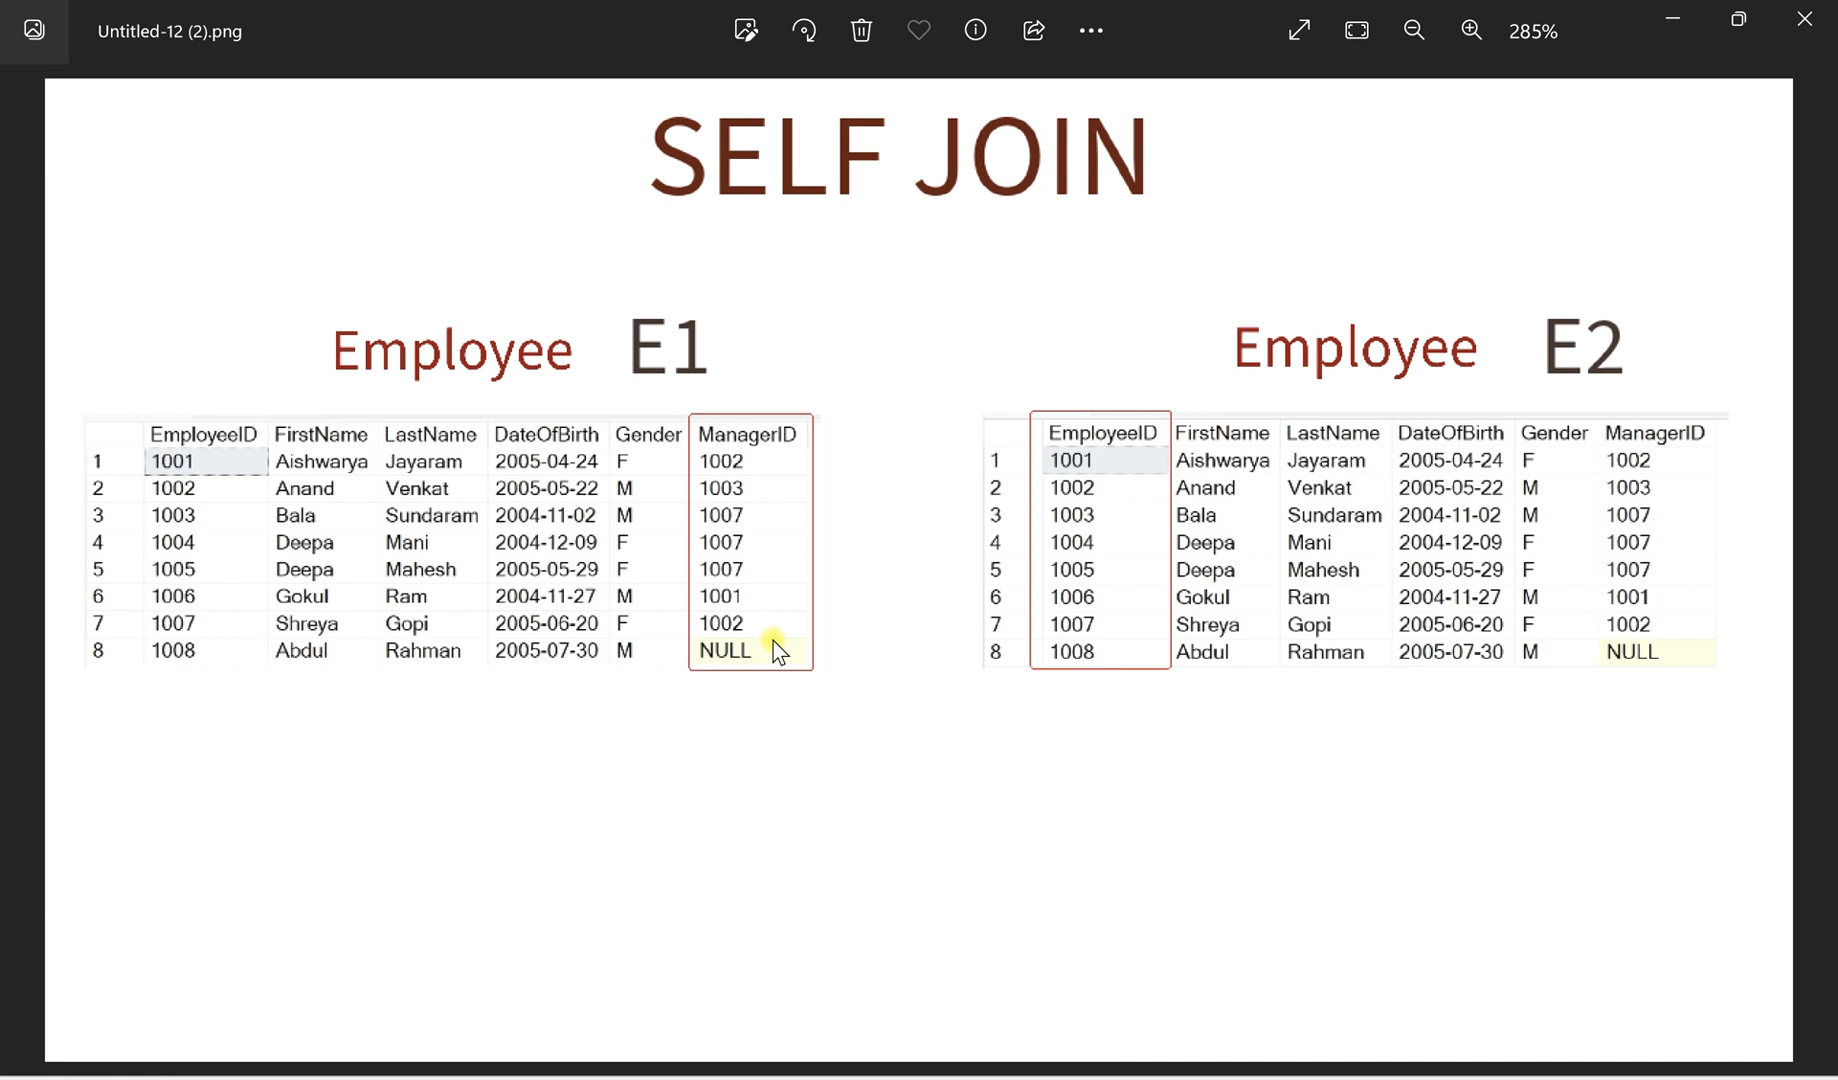 Untitled-12 (2).png
285%
SELF JOIN
Employee E1
EmployeeID FirstName LastName DateOfBirth Gender ManagerID
1 1001 Aishwarya Jayaram 2005-04-24 F 1002
2 1002 Anand Venkat 2005-05-22 M 1003
3 1003 Bala Sundaram 2004-11-02 M 1007
4 1004 Deepa Mani 2004-12-09 F 1007
5 1005 Deepa Mahesh 2005-05-29 F 1007
6 1006 Gokul Ram 2004-11-27 M 1001
7 1007 Shreya Gopi 2005-06-20 F 1002
8 1008 Abdul Rahman 2005-07-30 M NULL
Employee E2
EmployeeID FirstName LastName DateOfBirth Gender ManagerID
1 1001 Aishwarya Jayaram 2005-04-24 F 1002
2 1002 Anand Venkat 2005-05-22 M 1003
3 1003 Bala Sundaram 2004-11-02 M 1007
4 1004 Deepa Mani 2004-12-09 F 1007
5 1005 Deepa Mahesh 2005-05-29 F 1007
6 1006 Gokul Ram 2004-11-27 M 1001
7 1007 Shreya Gopi 2005-06-20 F 1002
8 1008 Abdul Rahman 2005-07-30 M NULL